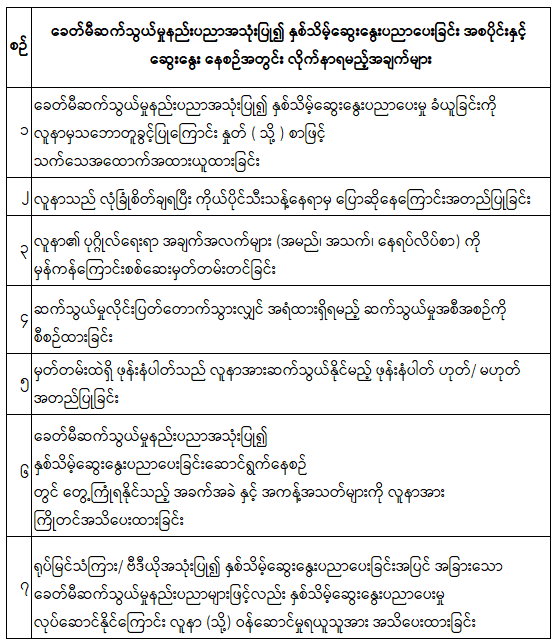 စဉ်
ခေတ်မီဆက်သွယ်မှုနည်းပညာအသုံးပြု၍ နှစ်သိမ့်ဆွေးနွေးပညာပေးခြင်း အစပိုင်းနှင့်
ဆွေးနွေး နေစဉ်အတွင်း လိုက်နာရမည့်အချက်များ
၁
ခေတ်မီဆက်သွယ်မှုနည်းပညာအသုံးပြု၍ နှစ်သိမ့်ဆွေးနွေးပညာပေးမှု ခံယူခြင်းကို
လူနာမှသဘောတူခွင့်ပြုကြောင်း နှုတ် ( သို့ ) စာဖြင့်
သက်သေအထောက်အထားယူထားခြင်း
၂
လူနာသည် လုံခြုံစိတ်ချရပြီး ကိုယ်ပိုင်သီးသန့်နေရာမှ ပြောဆိုနေကြောင်းအတည်ပြုခြင်း
၃
လူနာ၏ ပုဂ္ဂိုလ်ရေးရာ အချက်အလက်များ (အမည်၊ အသက်၊ နေရပ်လိပ်စာ) ကို
မှန်ကန်ကြောင်းစစ်ဆေးမှတ်တမ်းတင်ခြင်း
၄
ဆက်သွယ်မှုလိုင်းပြတ်တောက်သွားလျှင် အရံထားရှိရမည့် ဆက်သွယ်မှုအစီအစဉ်ကို
စီစဉ်ထားခြင်း
၅
မှတ်တမ်းထဲရှိ ဖုန်းနံပါတ်သည် လူနာအားဆက်သွယ်နိုင်မည့် ဖုန်းနံပါတ် ဟုတ်/ မဟုတ်
အတည်ပြုခြင်း
၆
ခေတ်မီဆက်သွယ်မှုနည်းပညာအသုံးပြု၍
နှစ်သိမ့်ဆွေးနွေးပညာပေးခြင်းဆောင်ရွက်နေစဉ်
တွင် တွေ့ကြုံရနိုင်သည့် အခက်အခဲ နှင့် အကန့်အသတ်များကို လူနာအား
ကြိုတင်အသိပေးထားခြင်း
၇
ရုပ်မြင်သံကြား/ ဗီဒီယိုအသုံးပြု၍ နှစ်သိမ့်ဆွေးနွေးပညာပေးခြင်းအပြင် အခြားသော
ခေတ်မီဆက်သွယ်မှုနည်းပညာများဖြင့်လည်း နှစ်သိမ့်ဆွေးနွေးပညာပေးမှု
လုပ်ဆောင်နိုင်ကြောင်း လူနာ (သို့) ဝန်ဆောင်မှုရယူသူအား အသိပေးထားခြင်း